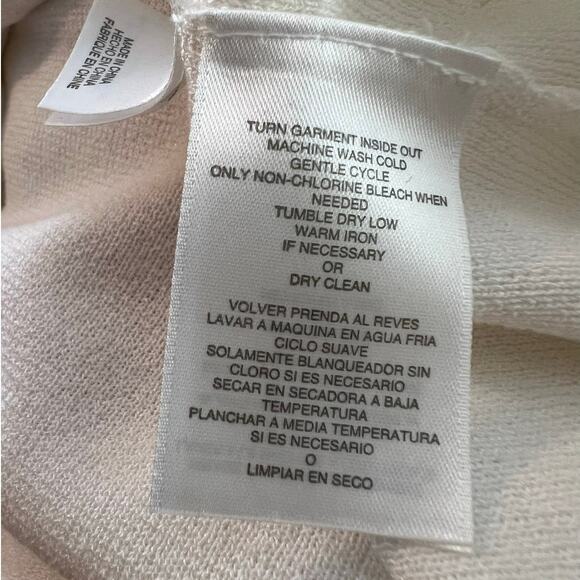 MADE IN CHINA
HECHO EN CHINA
FABRIQUE EN CHINE
TURN GARMENT INSIDE OUT
MACHINE WASH COLD
GENTLE CYCLE
ONLY NON-CHLORINE BLEACH WHEN
NEEDED
TUMBLE DRY LOW
WARM IRON
IF NECESSARY
OR
DRY CLEAN
VOLVER PRENDA AL REVES
LAVAR A MAQUINA EN AGUA FRIA
CICLO SUAVE
SOLAMENTE BLANQUEADOR SIN
CLORO SI ES NECESARIO
SECAR EN SECADORA A BAJA
TEMPERATURA
PLANCHAR A MEDIA TEMPERATURA
SI ES NECESARIO
O
LIMPIAR EN SECO